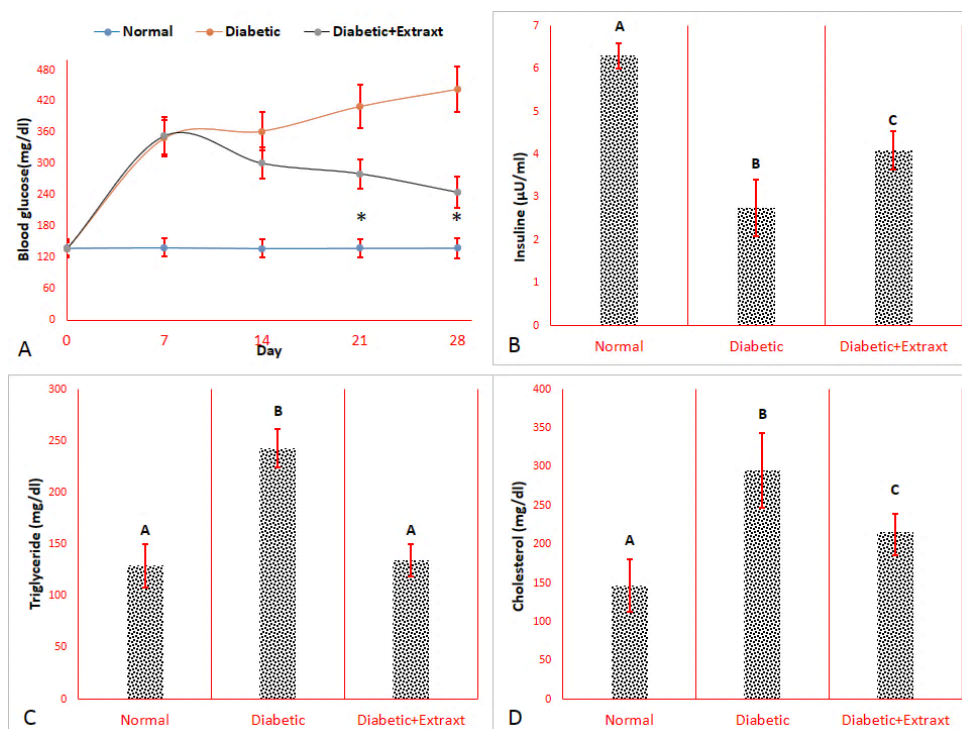 Normal Diabetic Diabetic+Extraxt
Blood glucose(mg/dl)
480
420
360
300
240
180
120
60
0
* *
0 7 14 21 28
Day
A
Insuline (µU/ml)
7
6
5
4
3
2
1
0
A
B
C
Normal Diabetic Diabetic+Extraxt
B
Triglyceride (mg/dl)
300
250
200
150
100
50
0
A
B
A
Normal Diabetic Diabetic+Extraxt
C
Cholesterol (mg/dl)
400
350
300
250
200
150
100
50
0
A
B
C
Normal Diabetic Diabetic+Extraxt
D